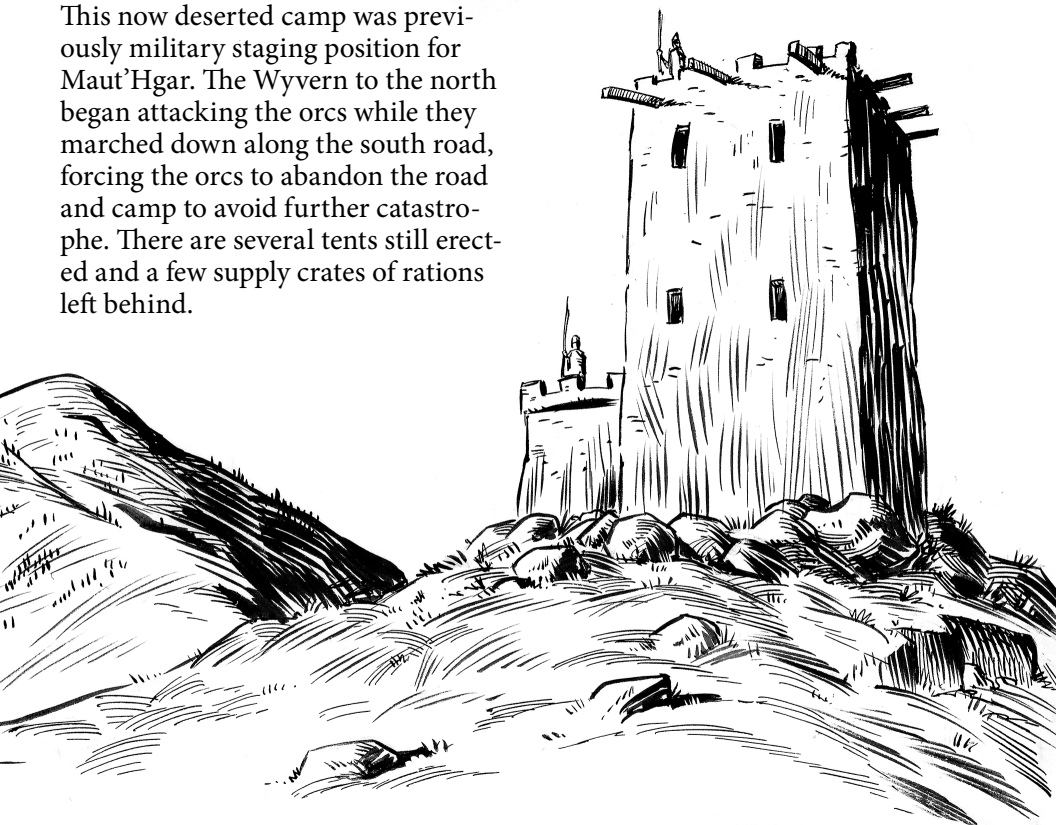 This now deserted camp was previ-
ously military staging position for
Maut’Hgar. The Wyvern to the north
began attacking the orcs while they
marched down along the south road,
forcing the orcs to abandon the road
and camp to avoid further catastro-
phe. There are several tents still erect-
ed and a few supply crates of rations
left behind.